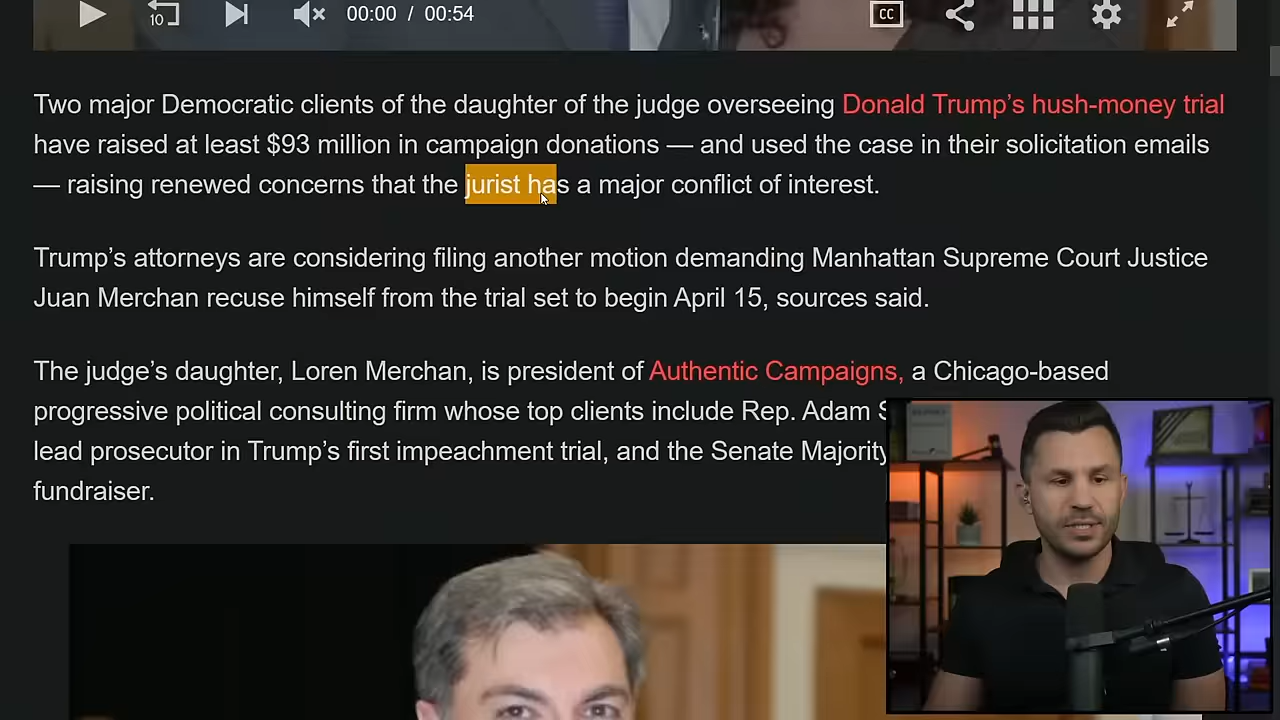 10
00:00 / 00:54
CC
Two major Democratic clients of the daughter of the judge overseeing Donald Trump’s hush-money trial
have raised at least $93 million in campaign donations — and used the case in their solicitation emails
— raising renewed concerns that the jurist has a major conflict of interest.
Trump’s attorneys are considering filing another motion demanding Manhattan Supreme Court Justice
Juan Merchan recuse himself from the trial set to begin April 15, sources said.
The judge’s daughter, Loren Merchan, is president of Authentic Campaigns, a Chicago-based
progressive political consulting firm whose top clients include Rep. Adam S
lead prosecutor in Trump’s first impeachment trial, and the Senate Majority
fundraiser.